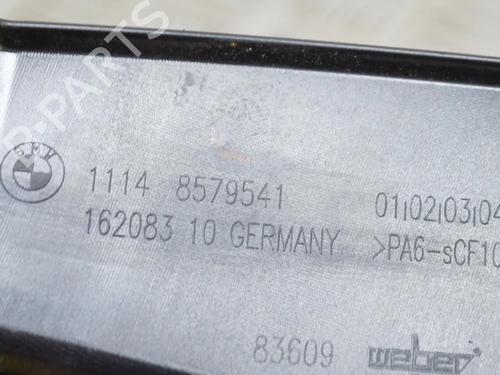 B-PARTS
BMW
1114 8579541 01|02|03|04
162083 10 GERMANY >PA6-sCF10
83609 weber